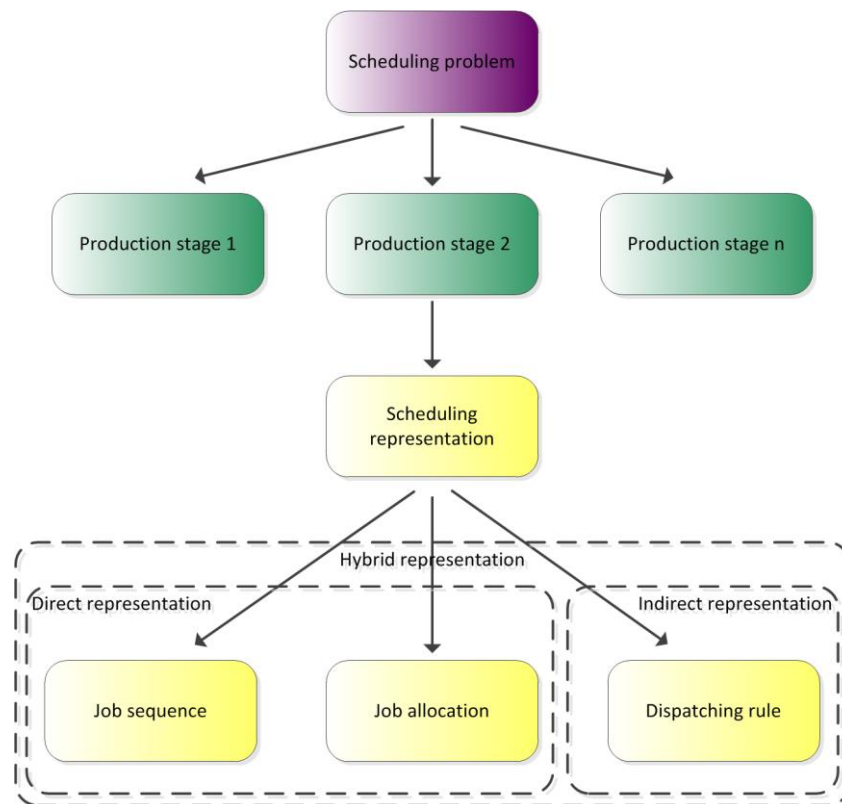 Scheduling problem
Production stage 1
Production stage 2
Production stage n
Scheduling
representation
Hybrid representation
Direct representation
Indirect representation
Job sequence
Job allocation
Dispatching rule